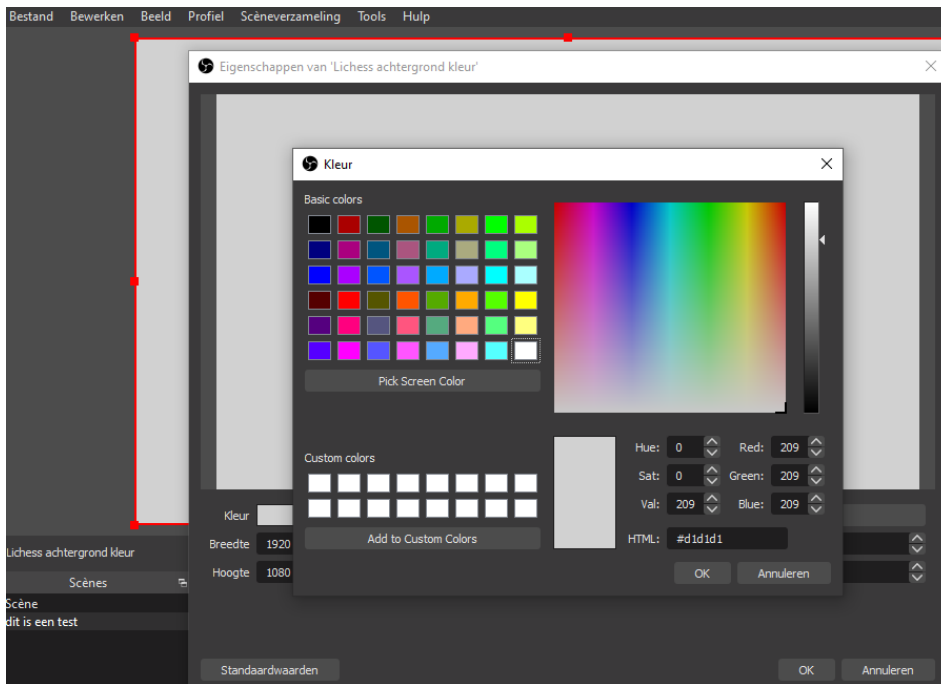 Bestand Bewerken Beeld Profiel Scèneverzameling Tools Hulp
Eigenschappen van 'Lichess achtergrond kleur'
Kleur
Basic colors
Pick Screen Color
Custom colors
Add to Custom Colors
Hue: 0 Red: 209
Sat: 0 Green: 209
Val: 209 Blue: 209
HTML: #d1d1d1
OK Annuleren
Kleur
Breedte 1920
Hoogte 1080
Lichess achtergrond kleur
Scènes
Scène
dit is een test
Standaardwaarden
OK Annuleren